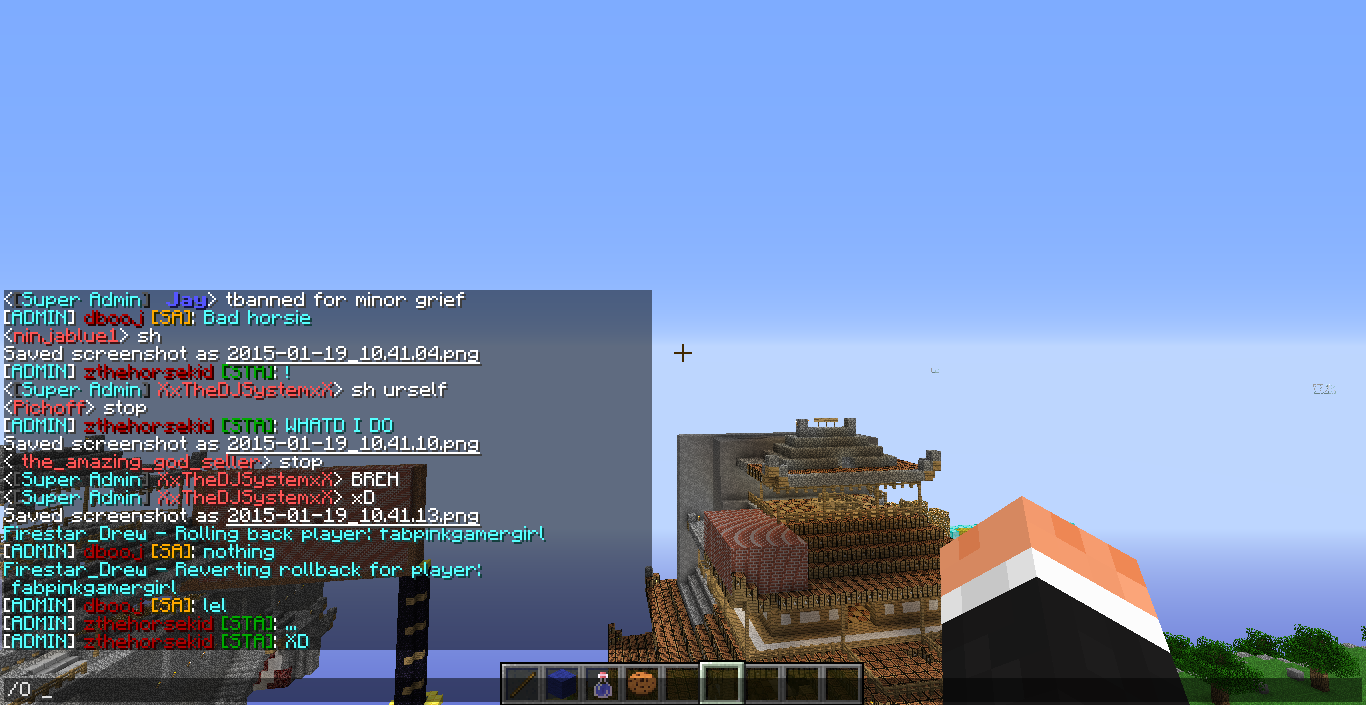 <[Super Admin] Jay> tbanned for minor grief
[ADMIN] dbooj [SA]: Bad horsie
<ninjablue1> sh
Saved screenshot as 2015-01-19_10.41.04.png
[ADMIN] zthehorsekid [STA]: !
<[Super Admin] XxTheDJSystemxX> sh urself
<Pichoff> stop
[ADMIN] zthehorsekid [STA]: WHATD I DO
Saved screenshot as 2015-01-19_10.41.10.png
< the_amazing_god_seller> stop
<[Super Admin] XxTheDJSystemxX> BREH
<[Super Admin] XxTheDJSystemxX> xD
Saved screenshot as 2015-01-19_10.41.13.png
Firestar_Drew - Rolling back player: fabpinkgamergirl
[ADMIN] dbooj [SA]: nothing
Firestar_Drew - Reverting rollback for player:
fabpinkgamergirl
[ADMIN] dbooj [SA]: lel
[ADMIN] zthehorsekid [STA]: ...
[ADMIN] zthehorsekid [STA]: XD
/O _